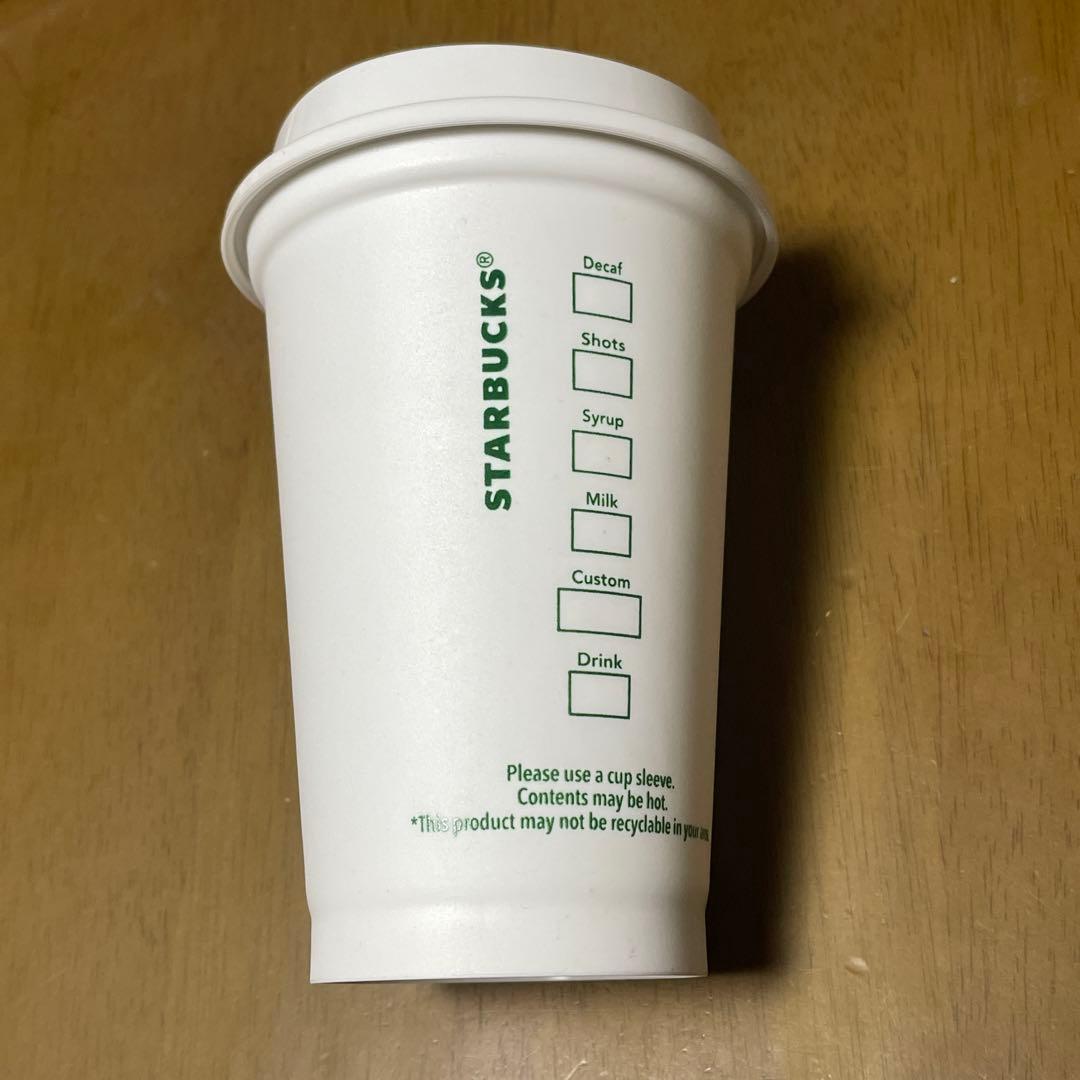 STARBUCKS®
Decaf
Shots
Syrup
Milk
Custom
Drink
Please use a cup sleeve.
Contents may be hot.
*This product may not be recyclable in your area.